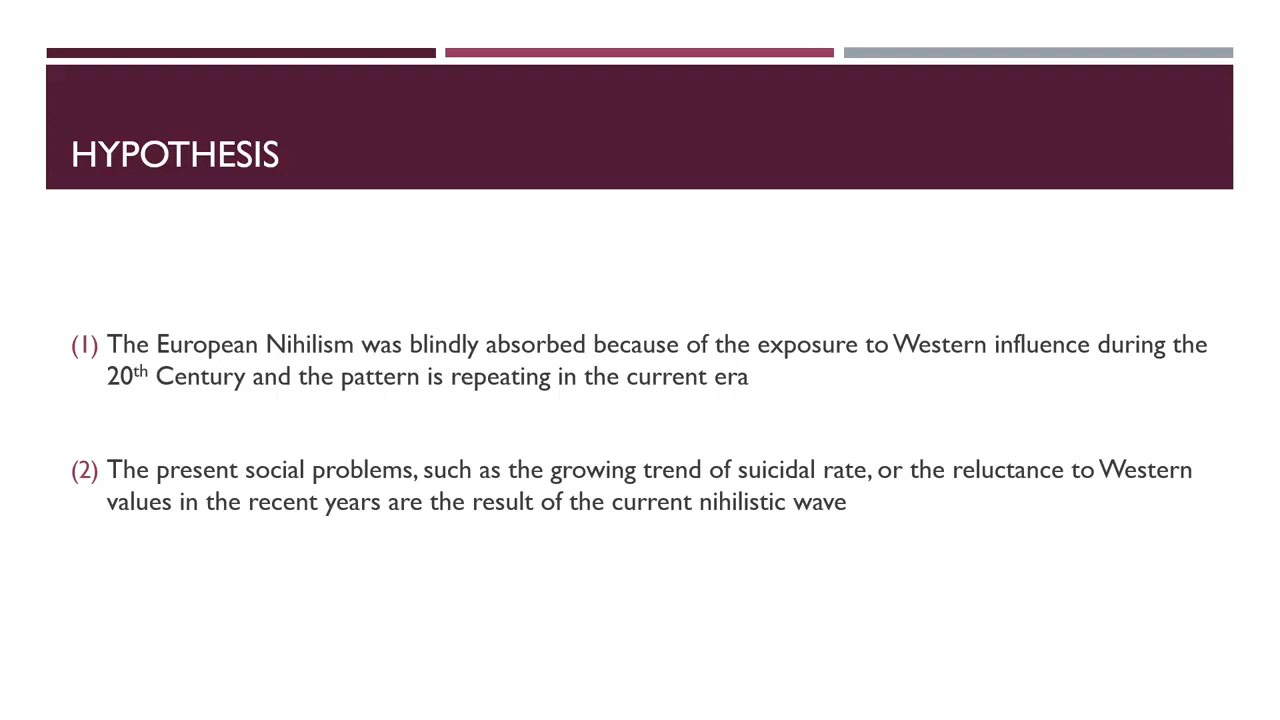 HYPOTHESIS
(1) The European Nihilism was blindly absorbed because of the exposure to Western influence during the
20th Century and the pattern is repeating in the current era
(2) The present social problems, such as the growing trend of suicidal rate, or the reluctance to Western
values in the recent years are the result of the current nihilistic wave